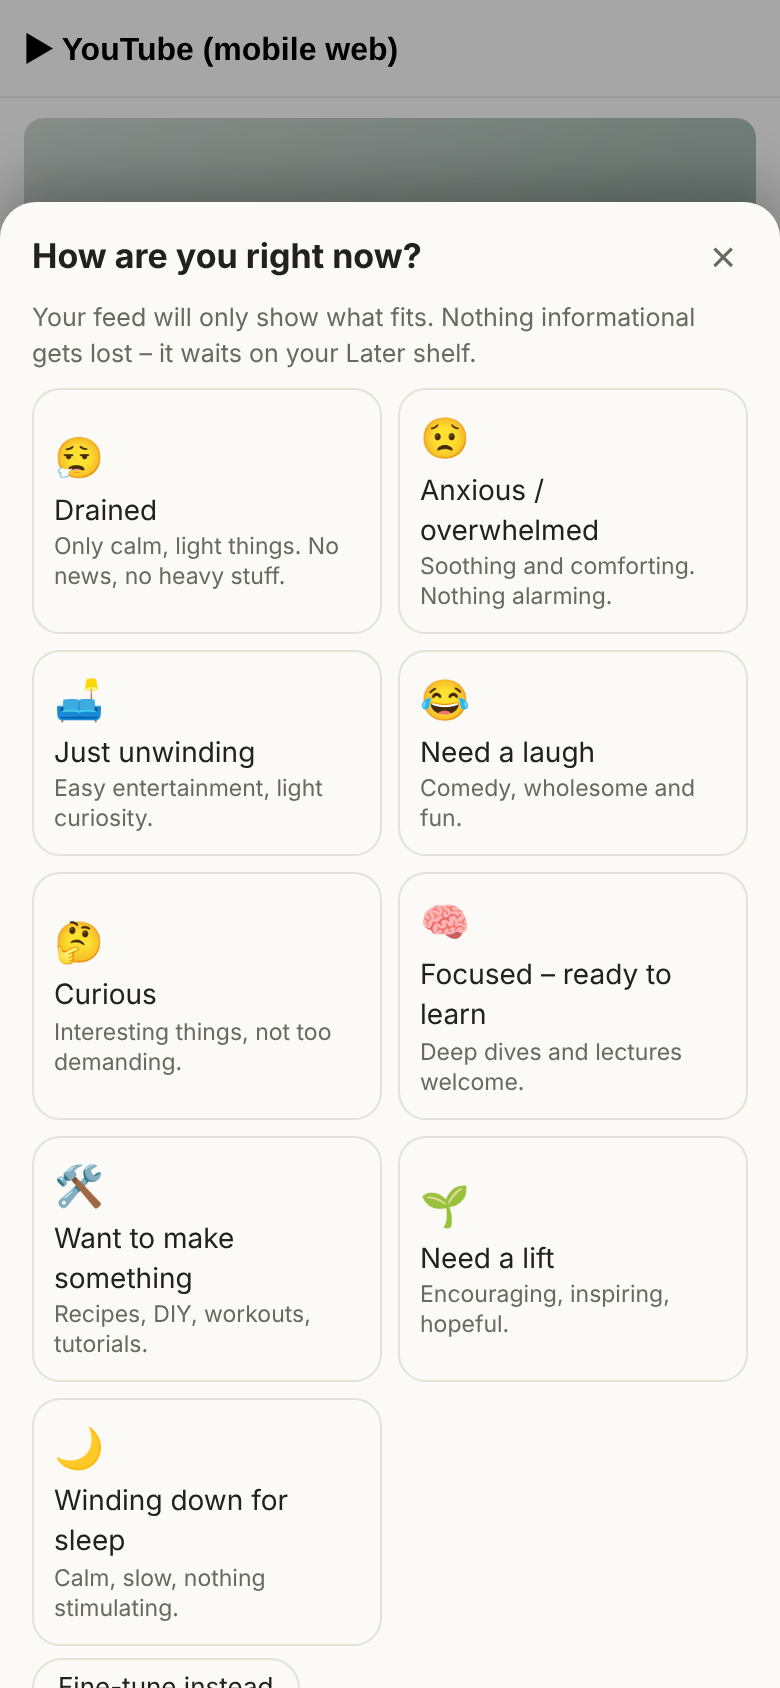 YouTube (mobile web)
How are you right now?
Your feed will only show what fits. Nothing informational
gets lost – it waits on your Later shelf.
Drained
Only calm, light things. No
news, no heavy stuff.
Anxious /
overwhelmed
Soothing and comforting.
Nothing alarming.
Just unwinding
Easy entertainment, light
curiosity.
Need a laugh
Comedy, wholesome and
fun.
Curious
Interesting things, not too
demanding.
Focused – ready to
learn
Deep dives and lectures
welcome.
Want to make
something
Recipes, DIY, workouts,
tutorials.
Need a lift
Encouraging, inspiring,
hopeful.
Winding down for
sleep
Calm, slow, nothing
stimulating.
Fine-tune instead